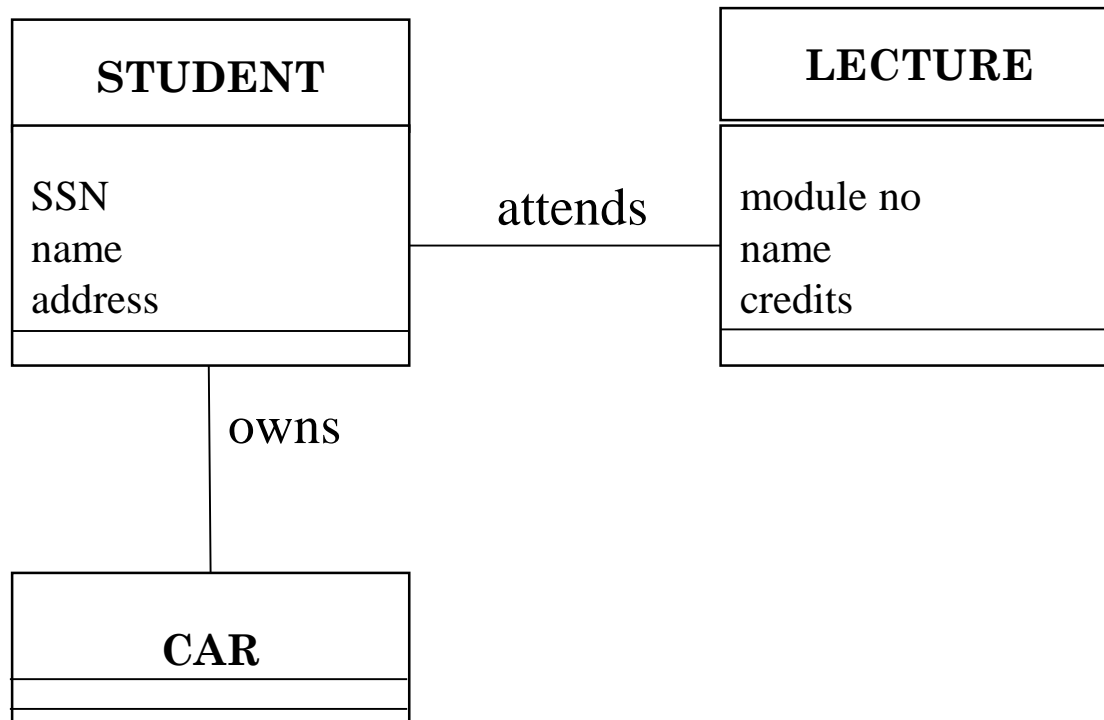 STUDENT
SSN
name
address
attends
LECTURE
module no
name
credits
owns
CAR